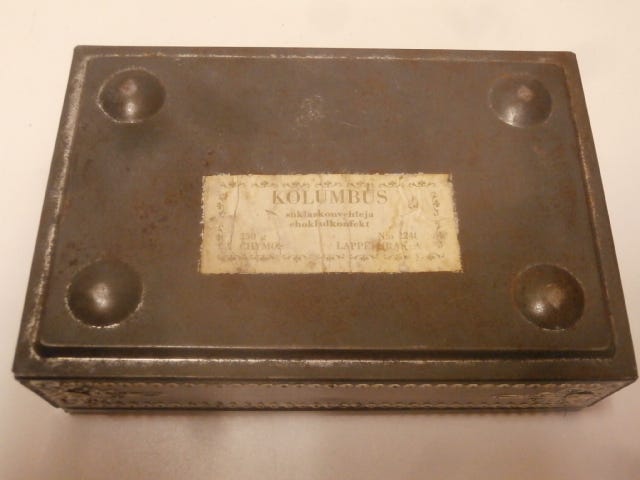 KOLUMBUS
suklaakonvehteja
chokladkonfekt
250 g N:o
CHYMOS